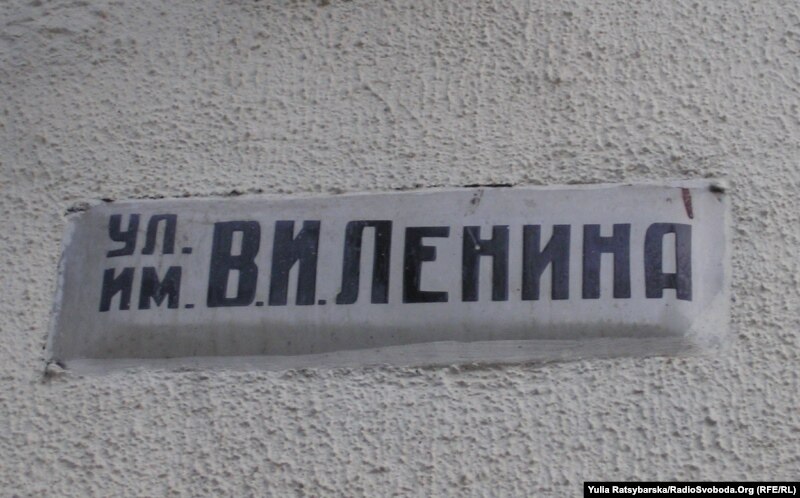 УЛ.
ИМ. В.И.ЛЕНИНА
Yulia Ratsybarska/RadioSvoboda.Org (RFE/RL)